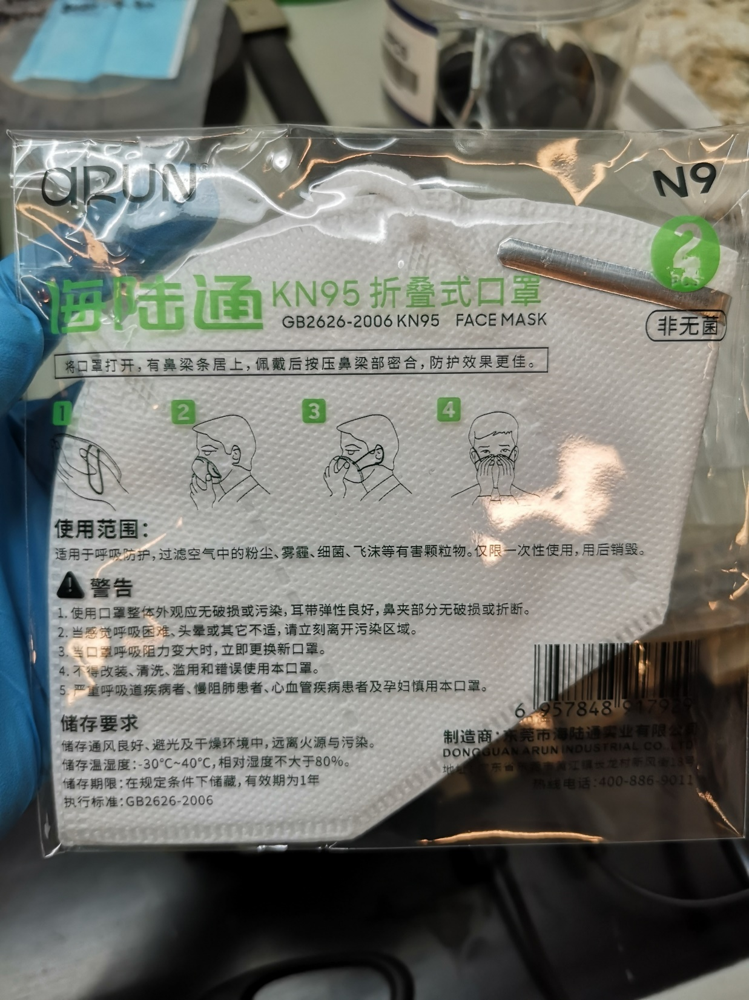 aRUN®
N9
2
PCS
海陆通 KN95 折叠式口罩
GB2626-2006 KN95 FACE MASK
非无菌
将口罩打开，有鼻梁条居上，佩戴后按压鼻梁部密合，防护效果更佳。
1 2 3 4
使用范围：
适用于呼吸防护，过滤空气中的粉尘、雾霾、细菌、飞沫等有害颗粒物。仅限一次性使用，用后销毁。
警告
1. 使用口罩整体外观应无破损或污染，耳带弹性良好，鼻夹部分无破损或折断。
2. 当感觉呼吸困难、头晕或其它不适，请立刻离开污染区域。
3. 当口罩呼吸阻力变大时，立即更换新口罩。
4. 不得改装、清洗、滥用和错误使用本口罩。
5. 严重呼吸道疾病者、慢阻肺患者、心血管疾病患者及孕妇慎用本口罩。
储存要求
储存通风良好、避光及干燥环境中，远离火源与污染。
储存温湿度：-30°C~40°C，相对湿度不大于80%。
储存期限：在规定条件下储藏，有效期为1年
执行标准：GB2626-2006
6 957848 917929
制造商：东莞市海陆通实业有限公司
DONGGUAN ARUN INDUSTRIAL CO., LTD
地址：广东省东莞市黄江镇长龙村新风街18号
热线电话：400-886-9011